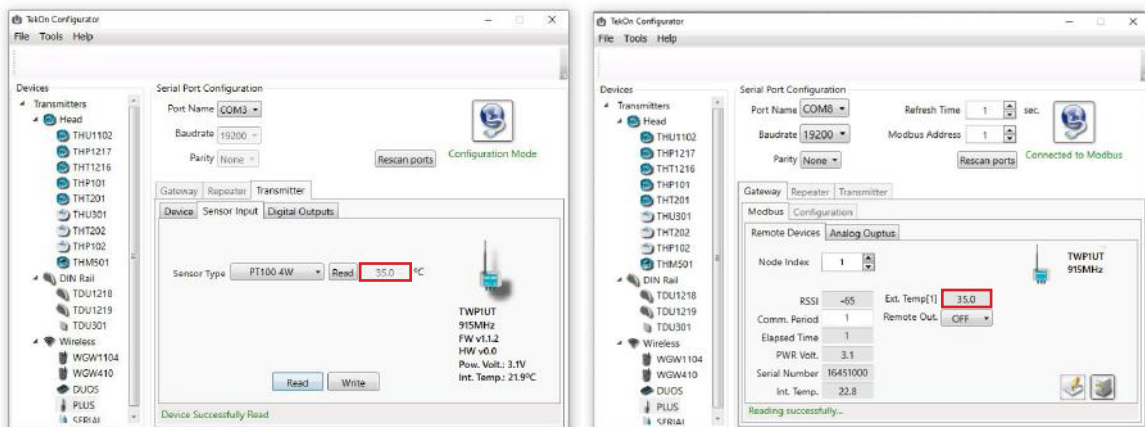 TekOn Configurator
File Tools Help
Devices
Transmitters
Head
THU1102
THP1217
THT1216
THP101
THT201
THU301
THT202
THP102
THM501
DIN Rail
TDU1218
TDU1219
TDU301
Wireless
WGW1104
WGW410
DUOS
PLUS
SERIAL
Serial Port Configuration
Port Name COM3
Baudrate 19200
Parity None
Rescan ports
Configuration Mode
Gateway Repeater Transmitter
Device Sensor Input Digital Outputs
Sensor Type PT100 4W Read 35.0 ºC
TWP1UT
915MHz
FW v1.1.2
HW v0.0
Pow. Volt.: 3.1V
Int. Temp.: 21.9ºC
Read Write
Device Successfully Read
TekOn Configurator
File Tools Help
Devices
Transmitters
Head
THU1102
THP1217
THT1216
THP101
THT201
THU301
THT202
THP102
THM501
DIN Rail
TDU1218
TDU1219
TDU301
Wireless
WGW1104
WGW410
DUOS
PLUS
SERIAL
Serial Port Configuration
Port Name COM8 Refresh Time 1 sec.
Baudrate 19200 Modbus Address 1
Parity None Rescan ports
Connected to Modbus
Gateway Repeater Transmitter
Modbus Configuration
Remote Devices Analog Ouptus
Node Index 1
TWP1UT
915MHz
RSSI -65 Ext. Temp[1] 35.0
Comm. Period 1 Remote Out. OFF
Elapsed Time 1
PWR Volt. 3.1
Serial Number 16451000
Int. Temp. 22.8
Reading successfully...